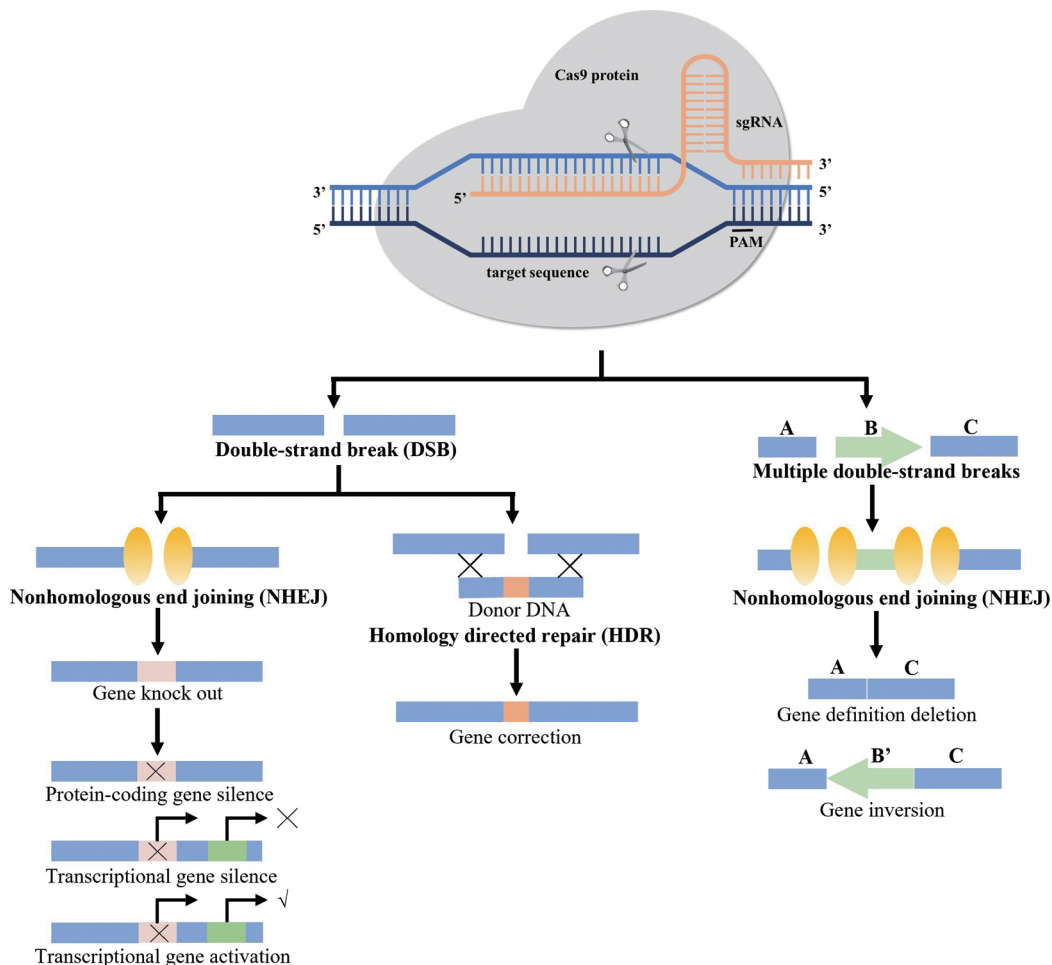 Cas9 protein
sgRNA
3’
3’
5’
5’
5’
3’
PAM
target sequence
Double-strand break (DSB)
A
B
C
Multiple double-strand breaks
Nonhomologous end joining (NHEJ)
Donor DNA
Homology directed repair (HDR)
Nonhomologous end joining (NHEJ)
Gene knock out
Gene correction
A
C
Gene definition deletion
Protein-coding gene silence
A
B’
C
Gene inversion
Transcriptional gene silence
√
Transcriptional gene activation